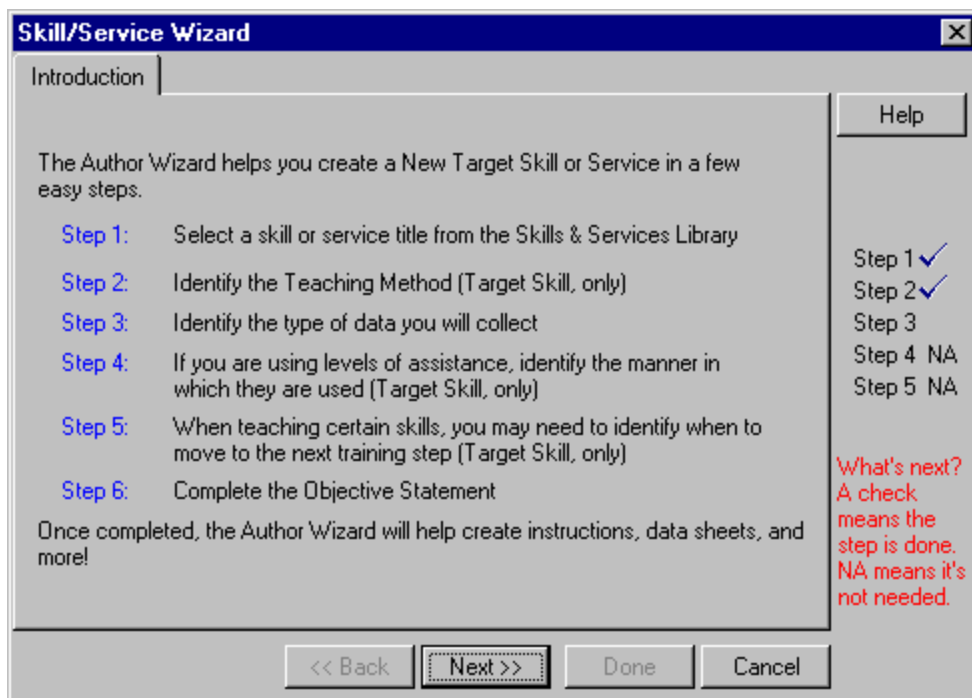 Skill/Service Wizard
Introduction
Help
The Author Wizard helps you create a New Target Skill or Service in a few
easy steps.
Step 1: Select a skill or service title from the Skills & Services Library
Step 2: Identify the Teaching Method (Target Skill, only)
Step 3: Identify the type of data you will collect
Step 4: If you are using levels of assistance, identify the manner in
which they are used (Target Skill, only)
Step 5: When teaching certain skills, you may need to identify when to
move to the next training step (Target Skill, only)
Step 6: Complete the Objective Statement
Once completed, the Author Wizard will help create instructions, data sheets, and
more!
Step 1
Step 2
Step 3
Step 4 NA
Step 5 NA
What's next?
A check
means the
step is done.
NA means it's
not needed.
<< Back
Next >>
Done
Cancel